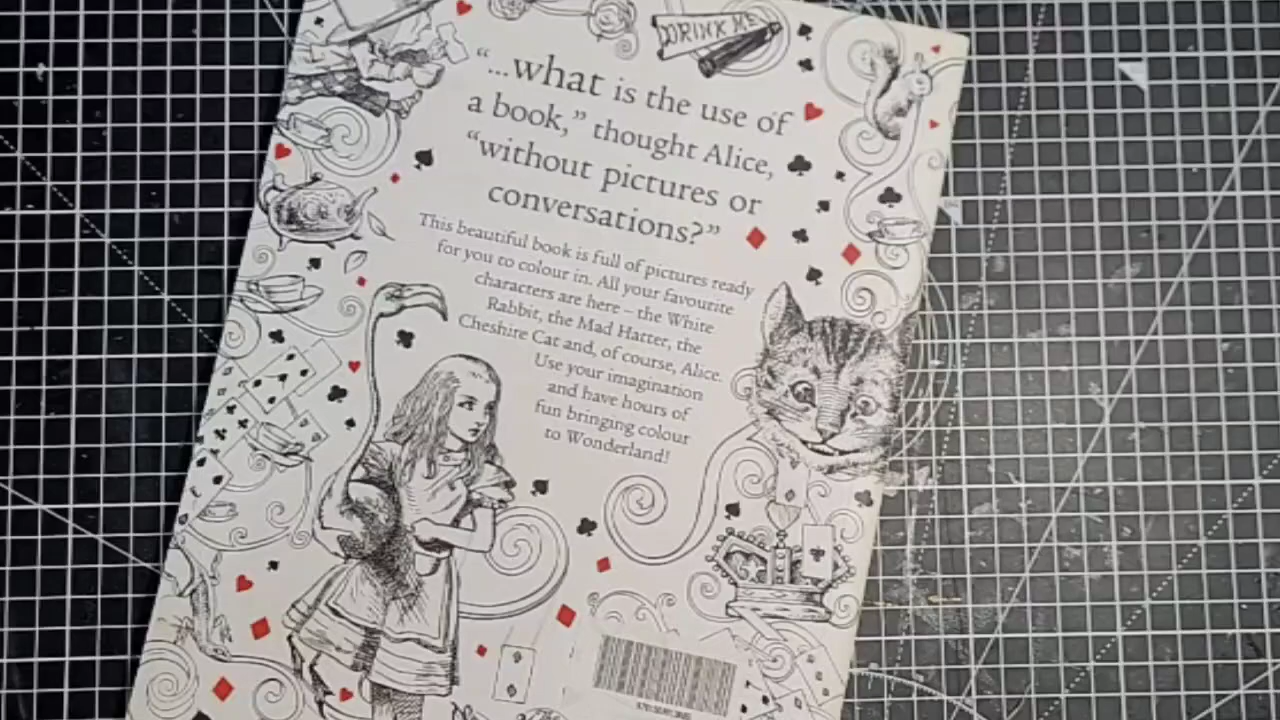 DRINK ME
“...what is the use of
a book,” thought Alice,
“without pictures or
conversations?”
This beautiful book is full of pictures ready
for you to colour in. All your favourite
characters are here – the White
Rabbit, the Mad Hatter, the
Cheshire Cat and, of course, Alice.
Use your imagination
and have hours of
fun bringing colour
to Wonderland!